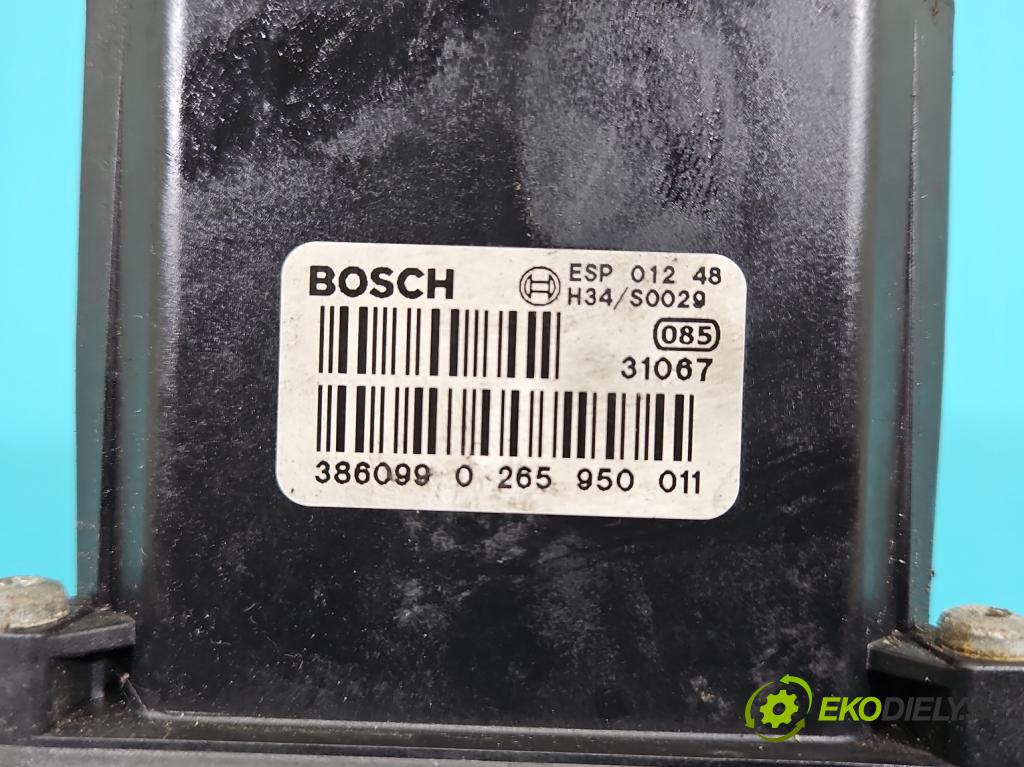 BOSCH
ESP 012 48
H34/S0029
085
31067
386099 0 265 950 011
EKODIELY